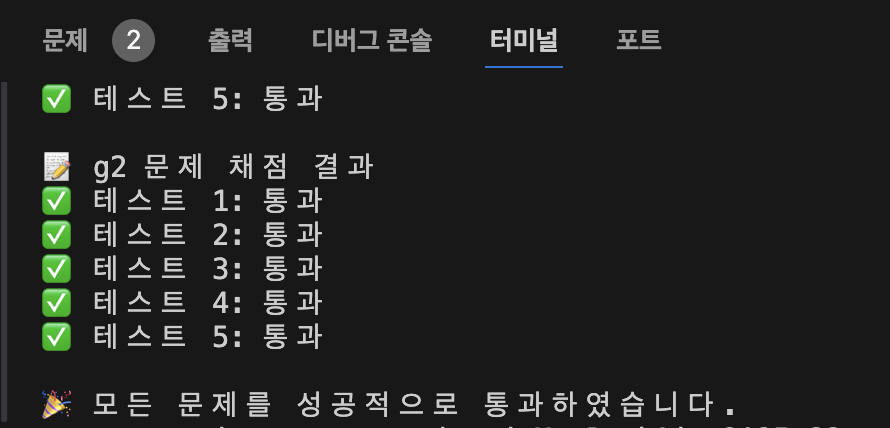 문제 2 출력 디버그 콘솔 터미널 포트
✅ 테스트 5: 통과
📝 g2 문제 채점 결과
✅ 테스트 1: 통과
✅ 테스트 2: 통과
✅ 테스트 3: 통과
✅ 테스트 4: 통과
✅ 테스트 5: 통과
🎉 모든 문제를 성공적으로 통과하였습니다.